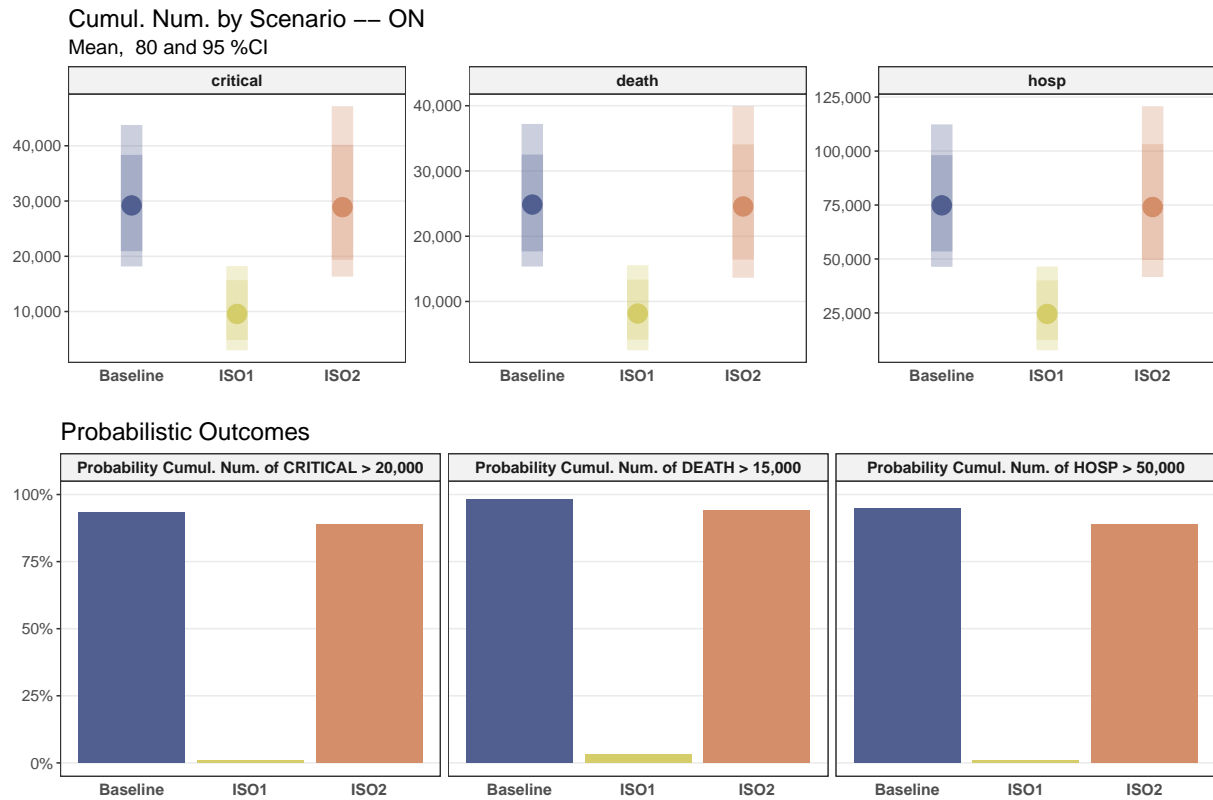 Cumul. Num. by Scenario −− ON
Mean,  80 and 95 %CI
critical
death
hosp
40,000
30,000
20,000
10,000
40,000
30,000
20,000
10,000
125,000
100,000
75,000
50,000
25,000
Baseline ISO1 ISO2
Baseline ISO1 ISO2
Baseline ISO1 ISO2
Probabilistic Outcomes
Probability Cumul. Num. of CRITICAL > 20,000
Probability Cumul. Num. of DEATH > 15,000
Probability Cumul. Num. of HOSP > 50,000
100%
75%
50%
25%
0%
Baseline ISO1 ISO2
Baseline ISO1 ISO2
Baseline ISO1 ISO2